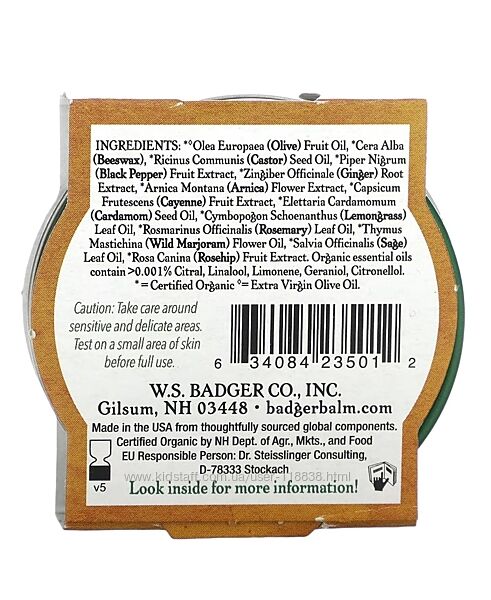 INGREDIENTS: *◊Olea Europaea (Olive) Fruit Oil, *Cera Alba
(Beeswax), *Ricinus Communis (Castor) Seed Oil, *Piper Nigrum
(Black Pepper) Fruit Extract, *Zingiber Officinale (Ginger) Root
Extract, *Arnica Montana (Arnica) Flower Extract, *Capsicum
Frutescens (Cayenne) Fruit Extract, *Elettaria Cardamomum
(Cardamom) Seed Oil, *Cymbopogon Schoenanthus (Lemongrass)
Leaf Oil, *Rosmarinus Officinalis (Rosemary) Leaf Oil, *Thymus
Mastichina (Wild Marjoram) Flower Oil, *Salvia Officinalis (Sage)
Leaf Oil, *Rosa Canina (Rosehip) Fruit Extract. Organic essential oils
contain >0.001% Citral, Linalool, Limonene, Geraniol, Citronellol.
* = Certified Organic ◊= Extra Virgin Olive Oil.
Caution: Take care around
sensitive and delicate areas.
Test on a small area of skin
before full use.
6 34084 23501 2
W.S. BADGER CO., INC.
Gilsum, NH 03448 • badgerbalm.com
Made in the USA from thoughtfully sourced global components.
Certified Organic by NH Dept. of Agr., Mkts., and Food
EU Responsible Person: Dr. Steisslinger Consulting,
D-78333 Stockach
v5
www.kidstaff.com.ua/user-118838.html
Look inside for more information!